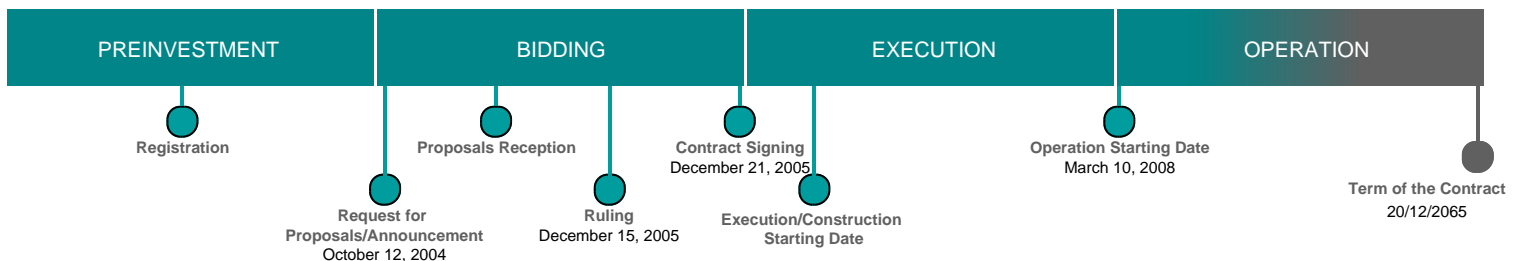 PREINVESTMENT
BIDDING
EXECUTION
OPERATION
Registration
Proposals Reception
Contract Signing
December 21, 2005
Operation Starting Date
March 10, 2008
Request for
Proposals/Announcement
October 12, 2004
Ruling
December 15, 2005
Execution/Construction
Starting Date
Term of the Contract
20/12/2065